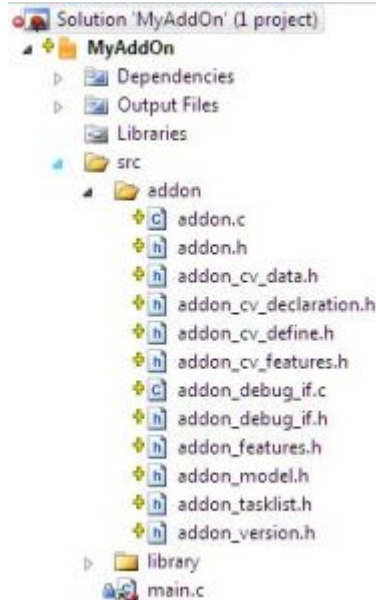 Solution 'MyAddOn' (1 project)
MyAddOn
Dependencies
Output Files
Libraries
src
addon
addon.c
addon.h
addon_cv_data.h
addon_cv_declaration.h
addon_cv_define.h
addon_cv_features.h
addon_debug_if.c
addon_debug_if.h
addon_features.h
addon_model.h
addon_tasklist.h
addon_version.h
library
main.c